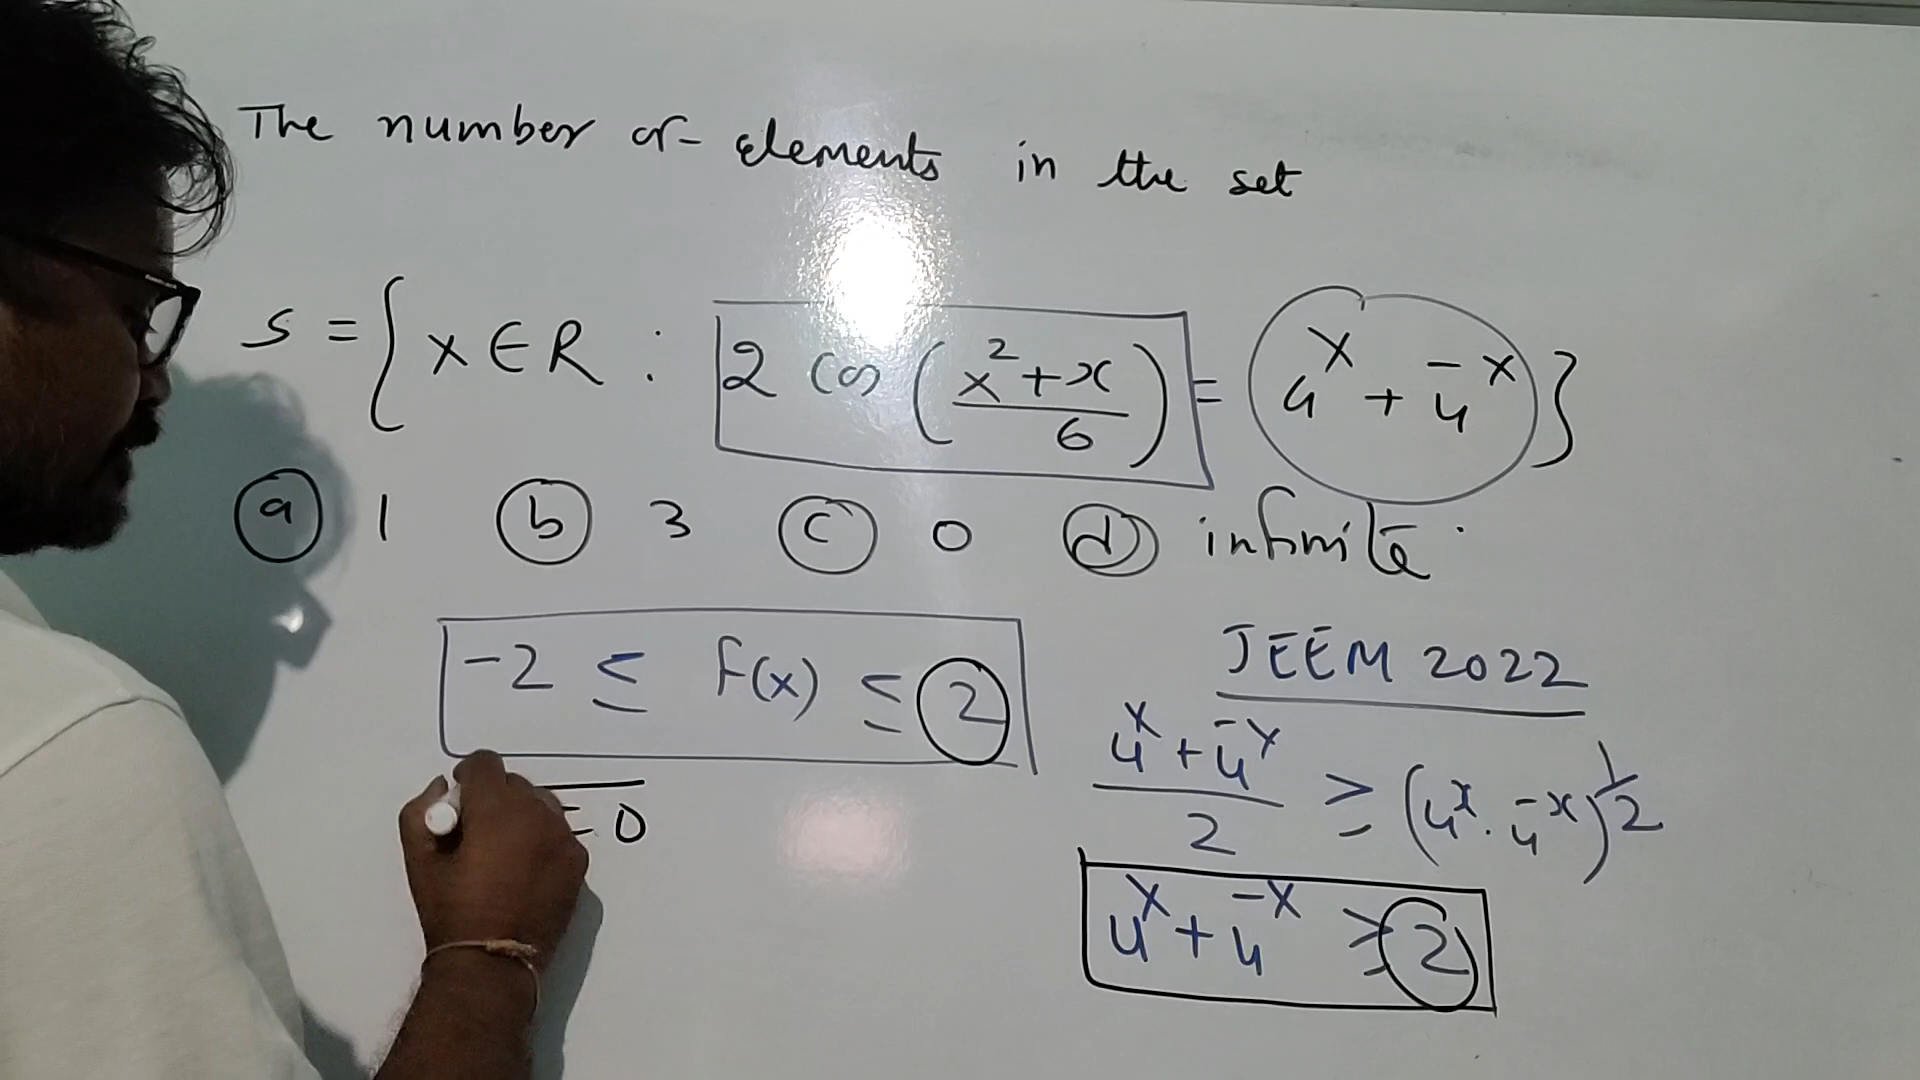 The number of elements in the set
S = { x ∈ R : 2 cos ( x² + x / 6 ) = 4^x + 4^-x }
(a) 1 (b) 3 (c) 0 (d) infinite
-2 ≤ f(x) ≤ 2
JEEM 2022
4^x + 4^-x / 2 ≥ (4^x . 4^-x)^1/2
= 0
4^x + 4^-x ≥ 2